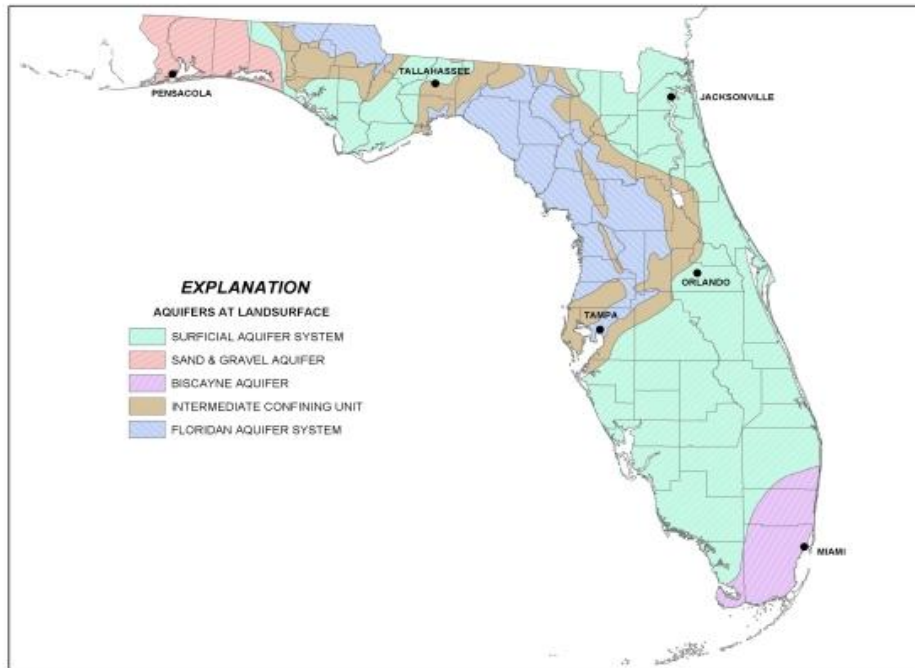 TALLAHASSEE
PENSACOLA
JACKSONVILLE
ORLANDO
TAMPA
MIAMI
EXPLANATION
AQUIFERS AT LANDSURFACE
SURFICIAL AQUIFER SYSTEM
SAND & GRAVEL AQUIFER
BISCAYNE AQUIFER
INTERMEDIATE CONFINING UNIT
FLORIDAN AQUIFER SYSTEM